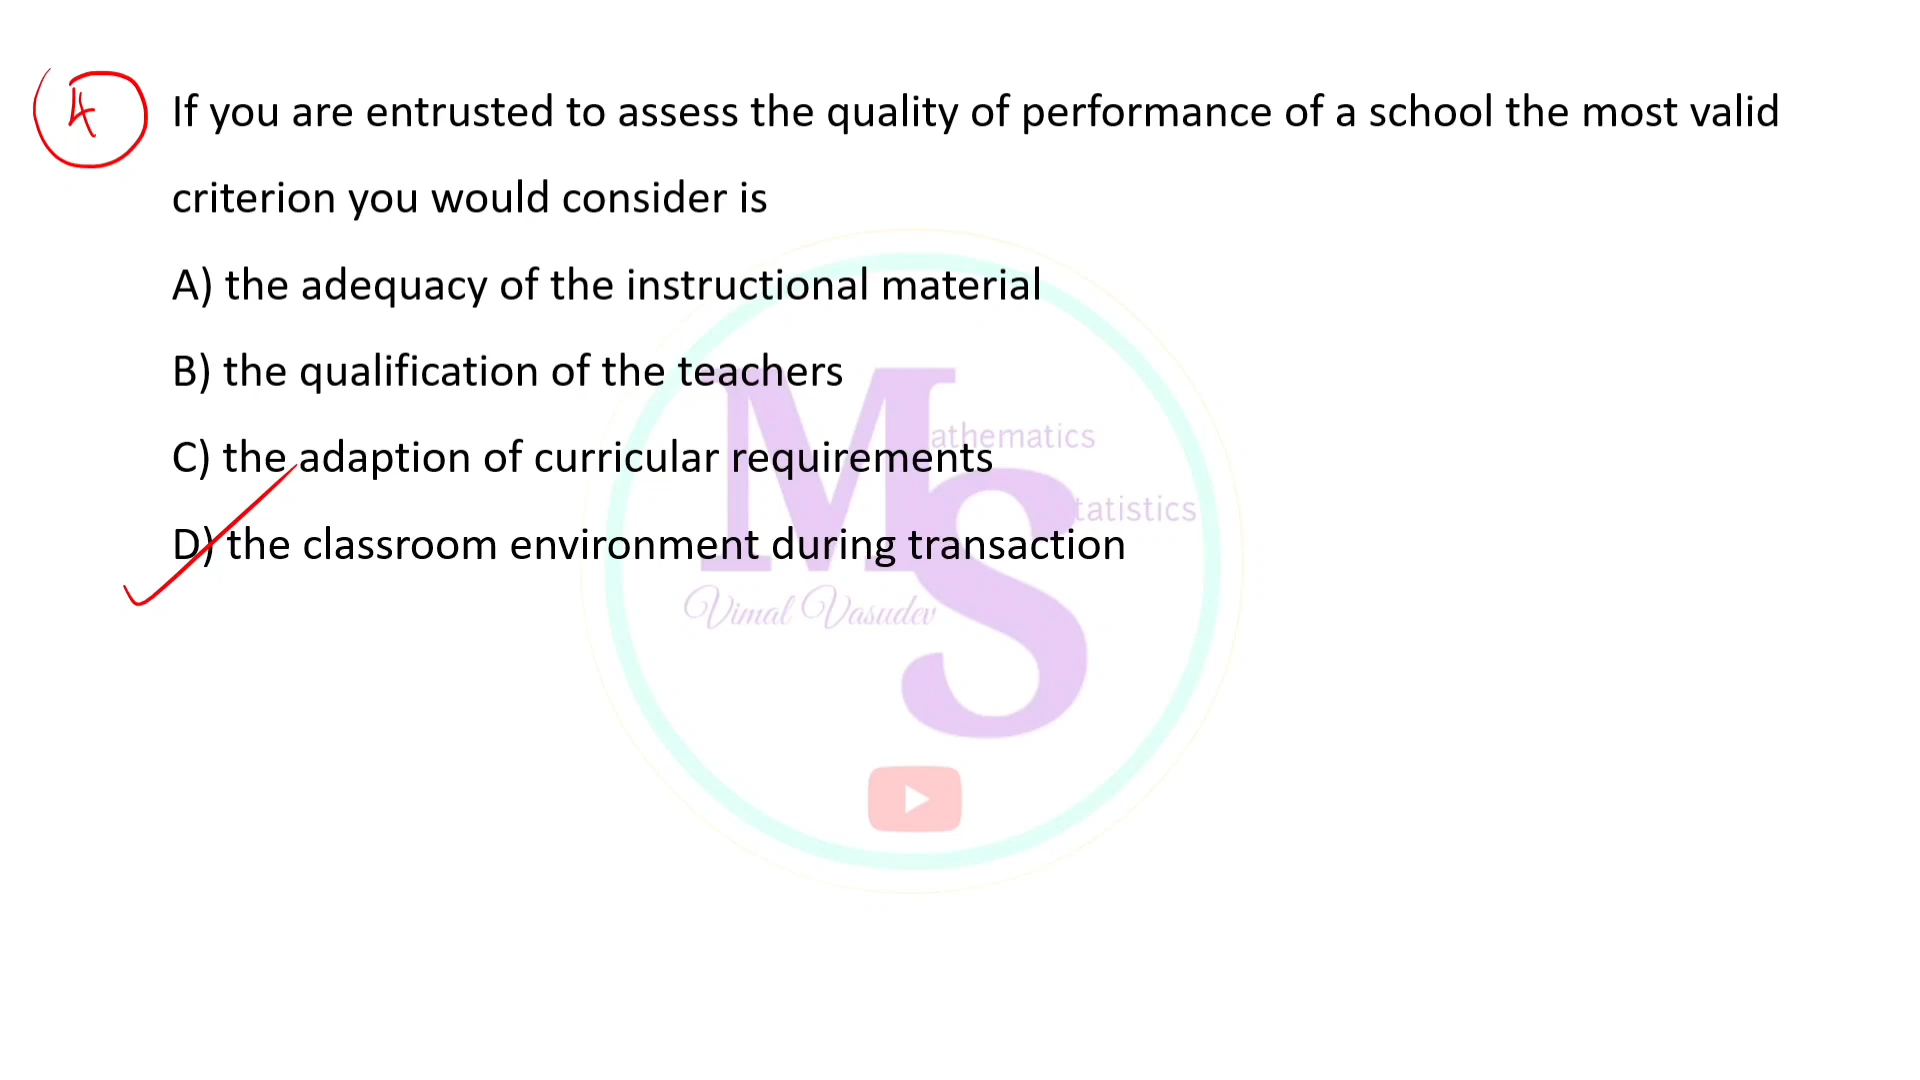 4
If you are entrusted to assess the quality of performance of a school the most valid
criterion you would consider is
A) the adequacy of the instructional material
B) the qualification of the teachers
C) the adaption of curricular requirements
D) the classroom environment during transaction
M
athematics
S
tatistics
Vimal Vasudev